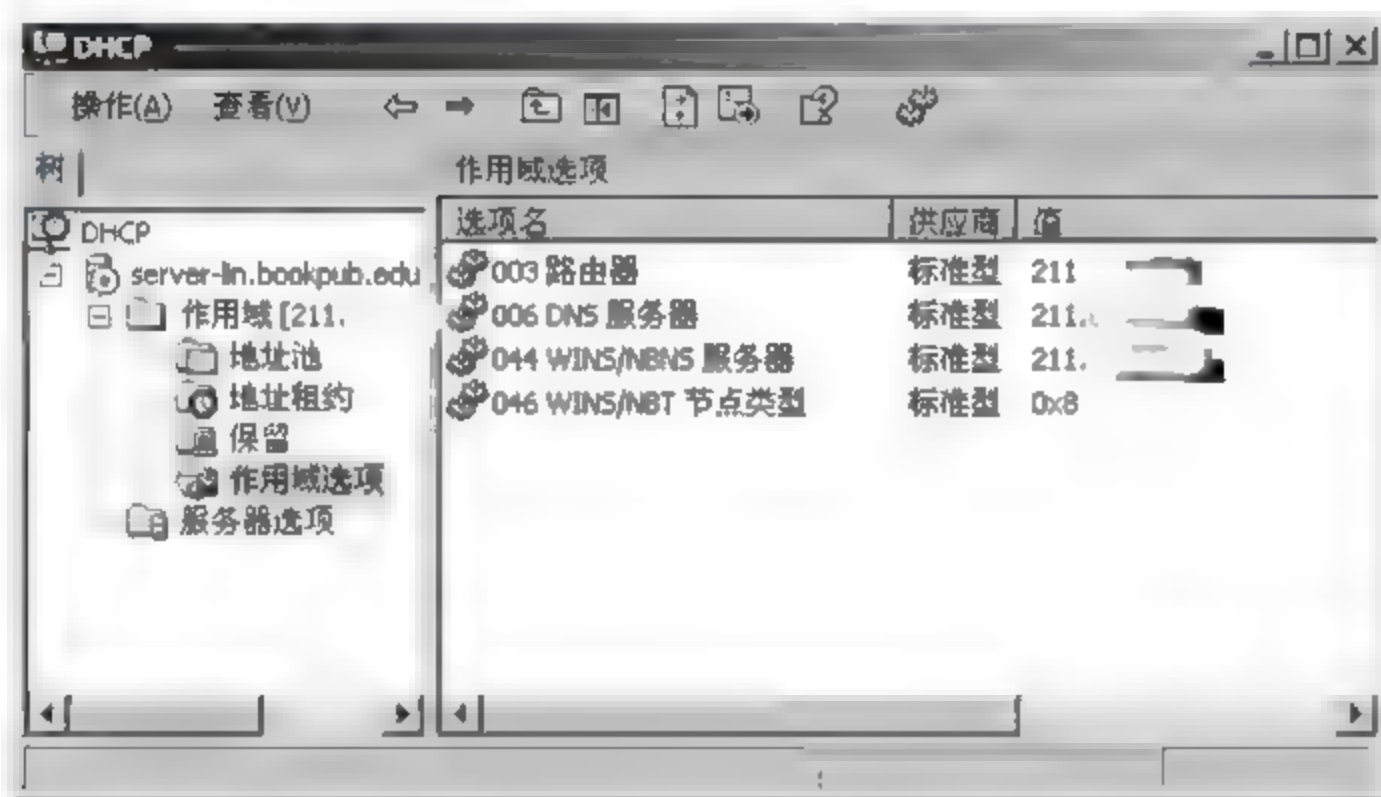 DHCP
操作(A) 查看(V)
树
作用域选项
DHCP
server-lin.bookpub.edu
作用域 [211.
地址池
地址租约
保留
作用域选项
服务器选项
选项名 供应商 值
003 路由器 标准型 211
006 DNS 服务器 标准型 211.
044 WINS/NBNS 服务器 标准型 211.
046 WINS/NBT 节点类型 标准型 0x8